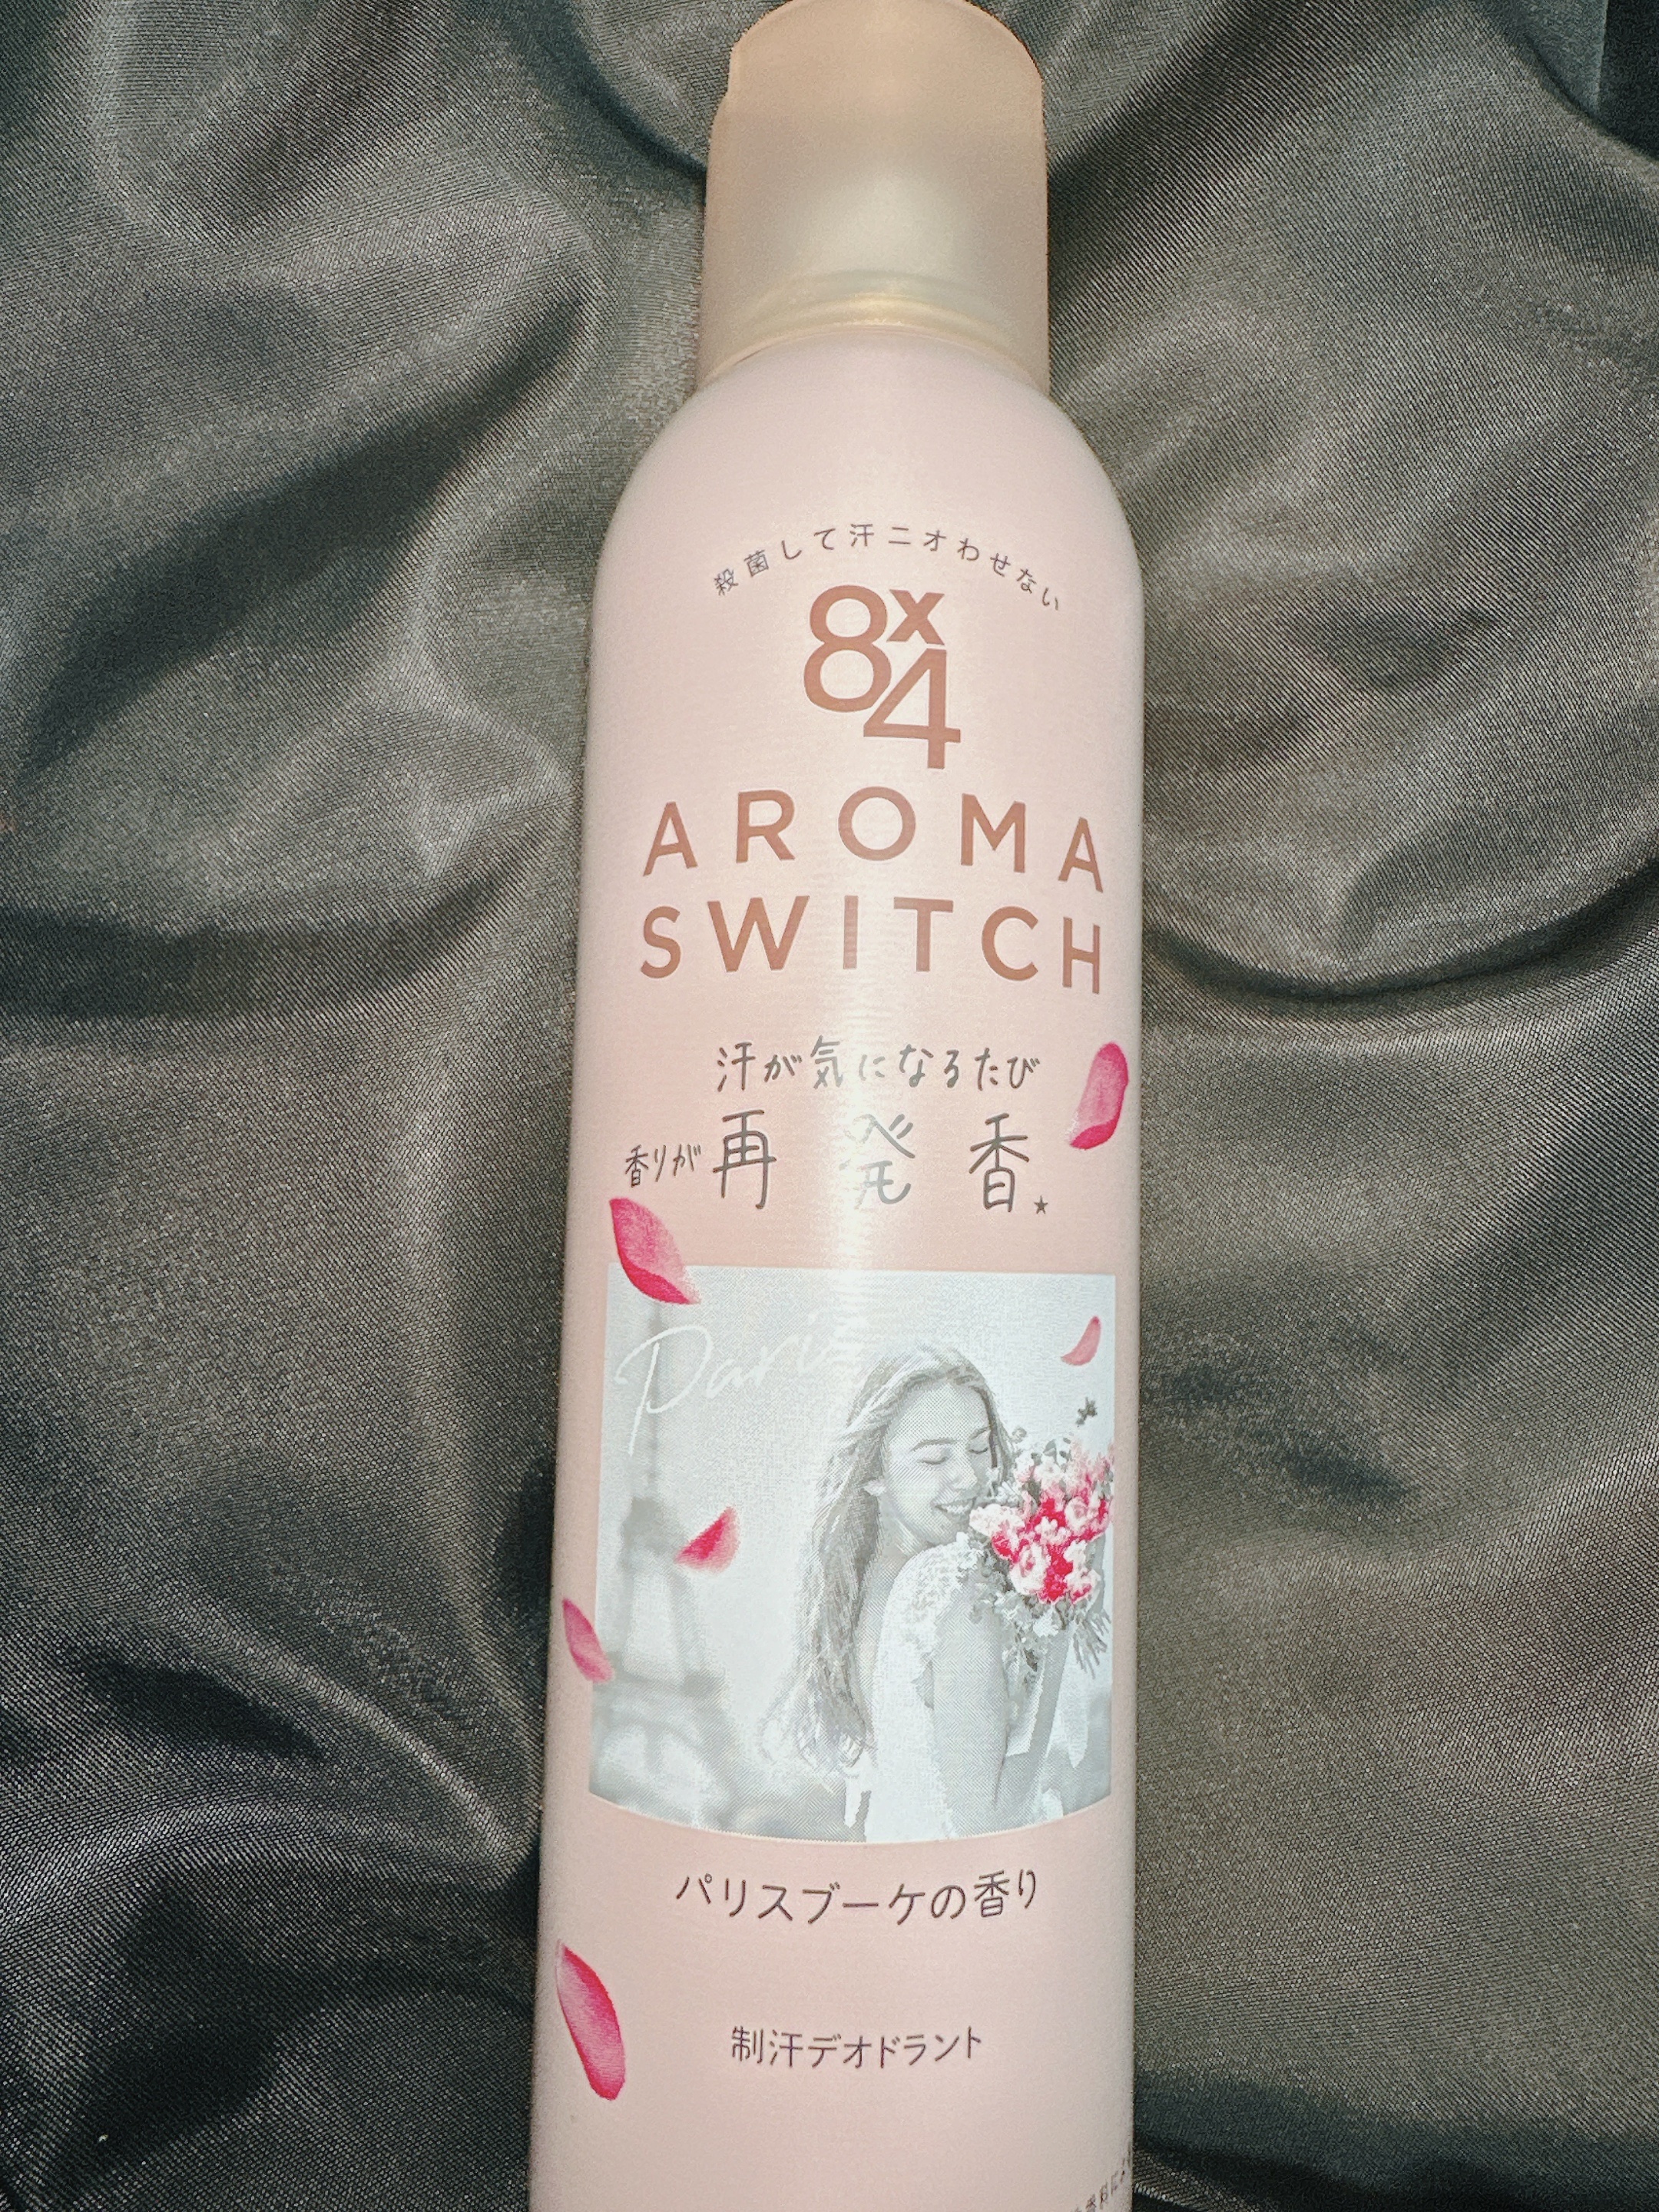 殺菌して汗ニオわせない
8x4
AROMA
SWITCH
汗が気になるたび
香りが再発香★
Paris
パリスブーケの香り
制汗デオドラント